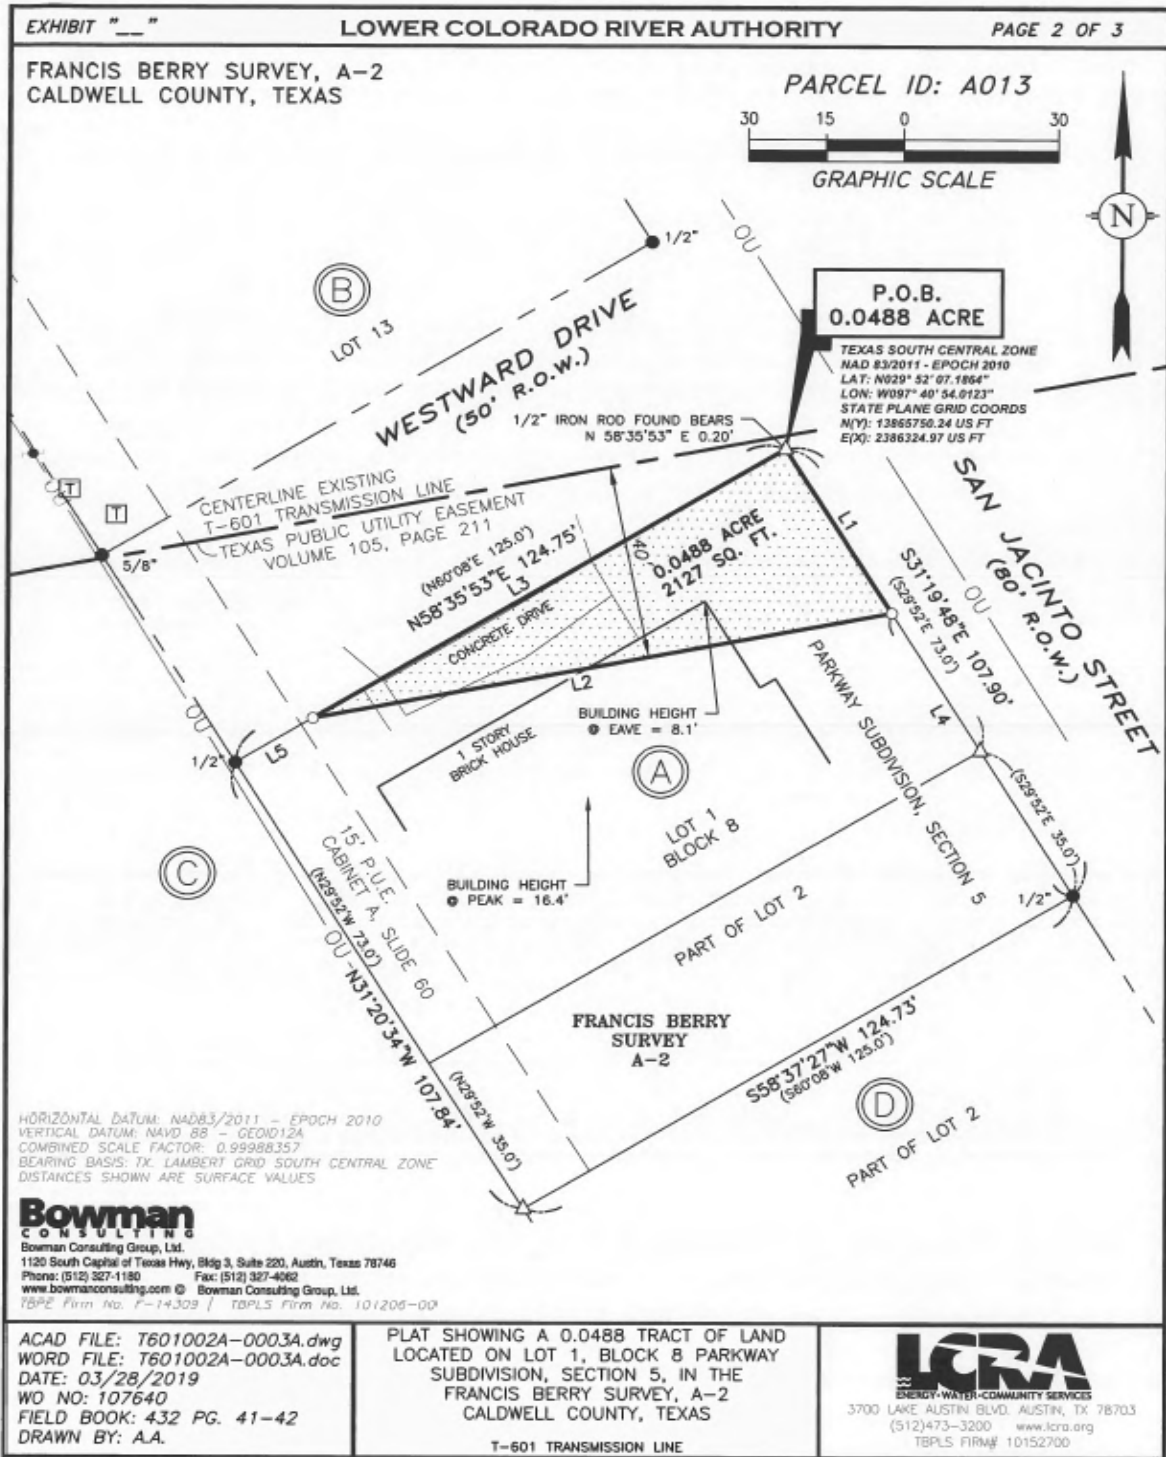 EXHIBIT "__"
LOWER COLORADO RIVER AUTHORITY
PAGE 2 OF 3
FRANCIS BERRY SURVEY, A-2
CALDWELL COUNTY, TEXAS
PARCEL ID: A013
30 15 0 30
GRAPHIC SCALE
N
1/2"
OU
B
LOT 13
WESTWARD DRIVE
(50' R.O.W.)
P.O.B.
0.0488 ACRE
TEXAS SOUTH CENTRAL ZONE
NAD 83/2011 - EPOCH 2010
LAT: N029° 52' 07.1864"
LON: W097° 40' 54.0123"
STATE PLANE GRID COORDS
N(Y): 13865750.24 US FT
E(X): 2386324.97 US FT
1/2" IRON ROD FOUND BEARS
N 58°35'53" E 0.20'
CENTERLINE EXISTING
T-601 TRANSMISSION LINE
TEXAS PUBLIC UTILITY EASEMENT
VOLUME 105, PAGE 211
T
T
5/8"
(N60°08'E 125.0')
N58°35'53"E 124.75'
L3
CONCRETE DRIVE
40'
0.0488 ACRE
2127 SQ. FT.
L1
SAN JACINTO STREET
(80' R.O.W.)
OU
S31°19'48"E 107.90'
(S29°52'E 73.0')
L2
L4
L5
1/2"
OU
1 STORY
BRICK HOUSE
BUILDING HEIGHT
@ EAVE = 8.1'
A
LOT 1
BLOCK 8
PARKWAY SUBDIVISION, SECTION 5
(S29°52'E 35.0')
1/2"
C
15' P.U.E.
CABINET A, SLIDE 60
(N29°52'W 73.0')
OU
N31°20'34"W 107.84'
BUILDING HEIGHT
@ PEAK = 16.4'
PART OF LOT 2
FRANCIS BERRY
SURVEY
A-2
S58°37'27"W 124.73'
(S60°08'W 125.0')
(N29°52'W 35.0')
D
PART OF LOT 2
HORIZONTAL DATUM: NAD83/2011 - EPOCH 2010
VERTICAL DATUM: NAVD 88 - GEOID12A
COMBINED SCALE FACTOR: 0.99988357
BEARING BASIS: TX. LAMBERT GRID SOUTH CENTRAL ZONE
DISTANCES SHOWN ARE SURFACE VALUES
Bowman
CONSULTING
Bowman Consulting Group, Ltd.
1120 South Capital of Texas Hwy, Bldg 3, Suite 220, Austin, Texas 78746
Phone: (512) 327-1180 Fax: (512) 327-4062
www.bowmanconsulting.com © Bowman Consulting Group, Ltd.
TBPE Firm No. F-14309 | TBPLS Firm No. 101206-00
ACAD FILE: T601002A-0003A.dwg
WORD FILE: T601002A-0003A.doc
DATE: 03/28/2019
WO NO: 107640
FIELD BOOK: 432 PG. 41-42
DRAWN BY: A.A.
PLAT SHOWING A 0.0488 TRACT OF LAND
LOCATED ON LOT 1, BLOCK 8 PARKWAY
SUBDIVISION, SECTION 5, IN THE
FRANCIS BERRY SURVEY, A-2
CALDWELL COUNTY, TEXAS
T-601 TRANSMISSION LINE
LCRA
ENERGY·WATER·COMMUNITY SERVICES
3700 LAKE AUSTIN BLVD. AUSTIN, TX 78703
(512)473-3200 www.lcra.org
TBPLS FIRM# 10152700